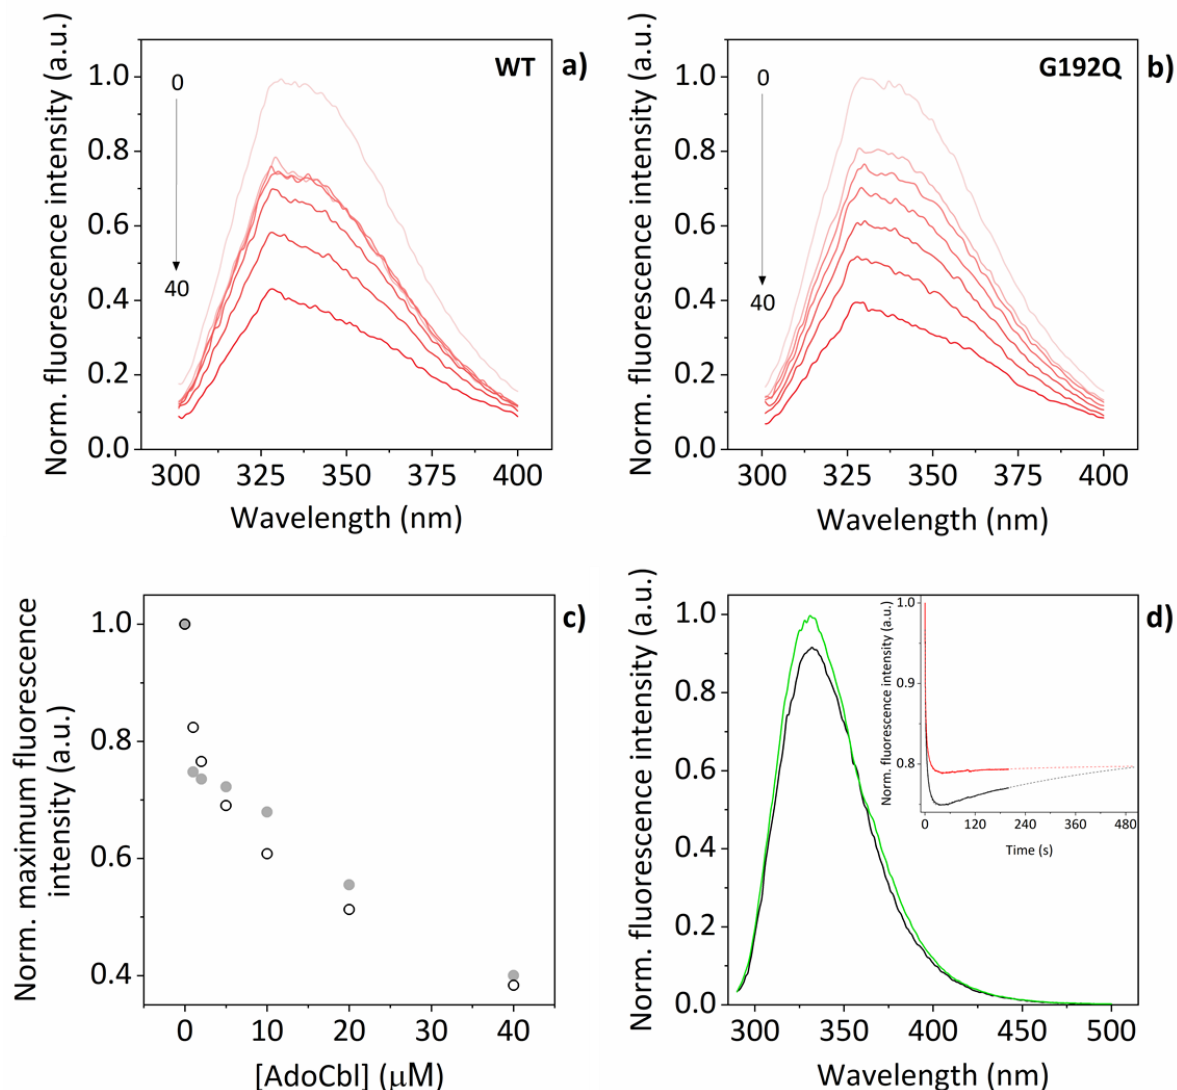 Norm. fluorescence intensity (a.u.)
1.0
0.8
0.6
0.4
0.2
0.0
0
40
WT
a)
300 325 350 375 400
Wavelength (nm)
Norm. fluorescence intensity (a.u.)
1.0
0.8
0.6
0.4
0.2
0.0
0
40
G192Q
b)
300 325 350 375 400
Wavelength (nm)
Norm. maximum fluorescence
intensity (a.u.)
1.0
0.8
0.6
0.4
c)
0 10 20 30 40
[AdoCbl] (μM)
Norm. fluorescence intensity (a.u.)
1.0
0.8
0.6
0.4
0.2
0.0
d)
Norm. fluorescence intensity (a.u.)
1.0
0.9
0.8
0 120 240 360 480
Time (s)
300 350 400 450 500
Wavelength (nm)